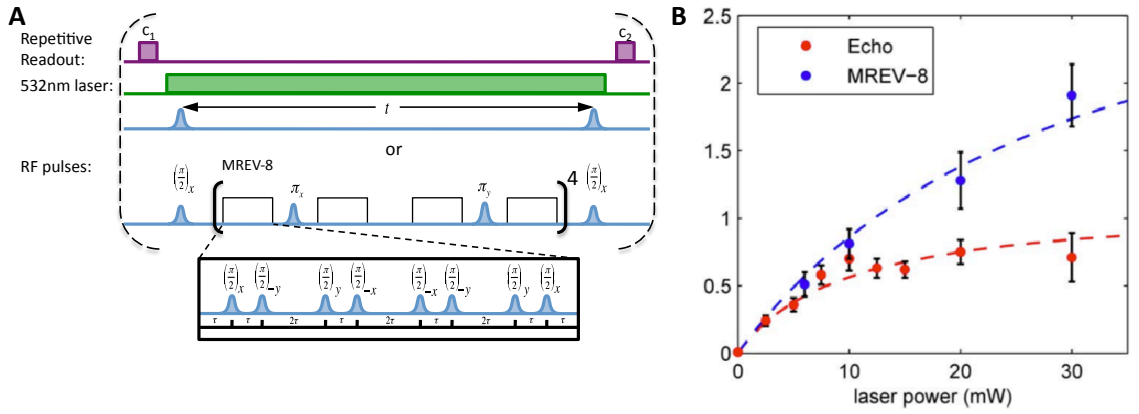 A
Repetitive
Readout:
c1
c2
532nm laser:
t
or
RF pulses:
(π/2)x
MREV-8
πx
πy
4
(π/2)x
(π/2)x (π/2)-y (π/2)y (π/2)-x (π/2)-x (π/2)-y (π/2)y (π/2)x
τ τ 2τ τ 2τ τ 2τ τ τ
B
2.5
2
1.5
1
0.5
0
Echo
MREV-8
0 10 20 30
laser power (mW)